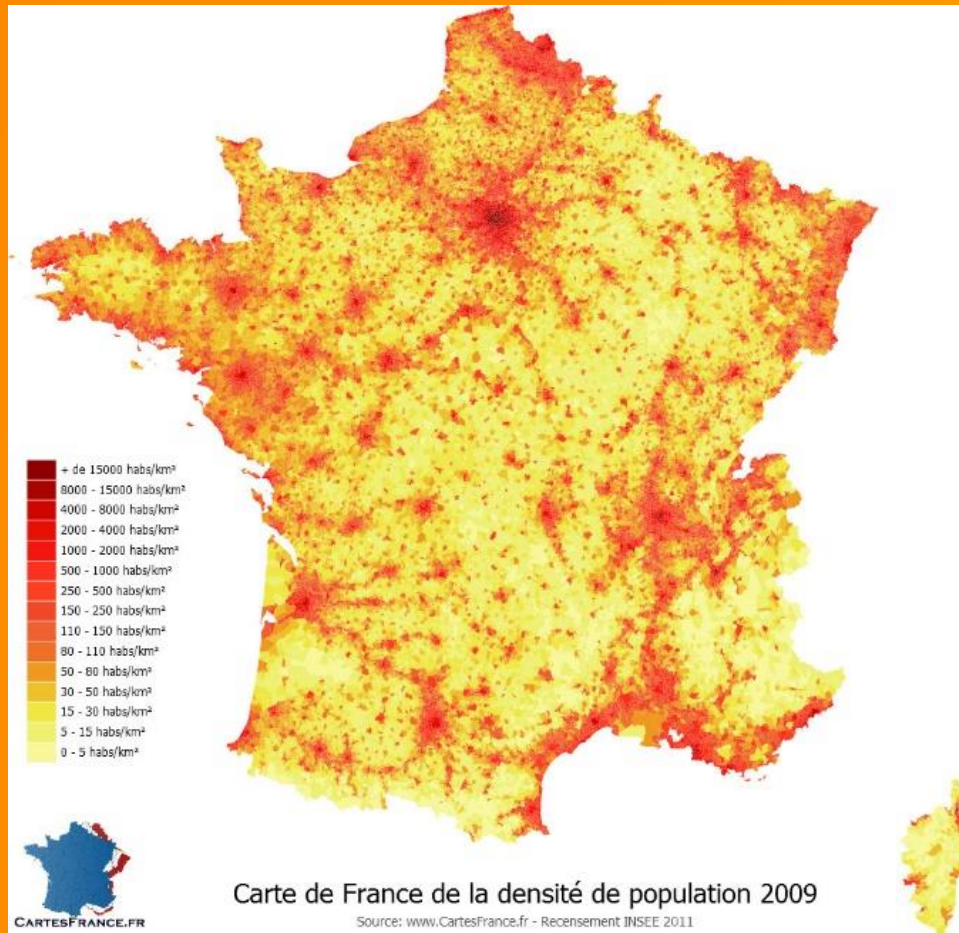 + de 15000 habs/km²
8000 - 15000 habs/km²
4000 - 8000 habs/km²
2000 - 4000 habs/km²
1000 - 2000 habs/km²
500 - 1000 habs/km²
250 - 500 habs/km²
150 - 250 habs/km²
110 - 150 habs/km²
80 - 110 habs/km²
50 - 80 habs/km²
30 - 50 habs/km²
15 - 30 habs/km²
5 - 15 habs/km²
0 - 5 habs/km²
CARTESFRANCE.FR
Carte de France de la densité de population 2009
Source: www.CartesFrance.fr - Recensement INSEE 2011